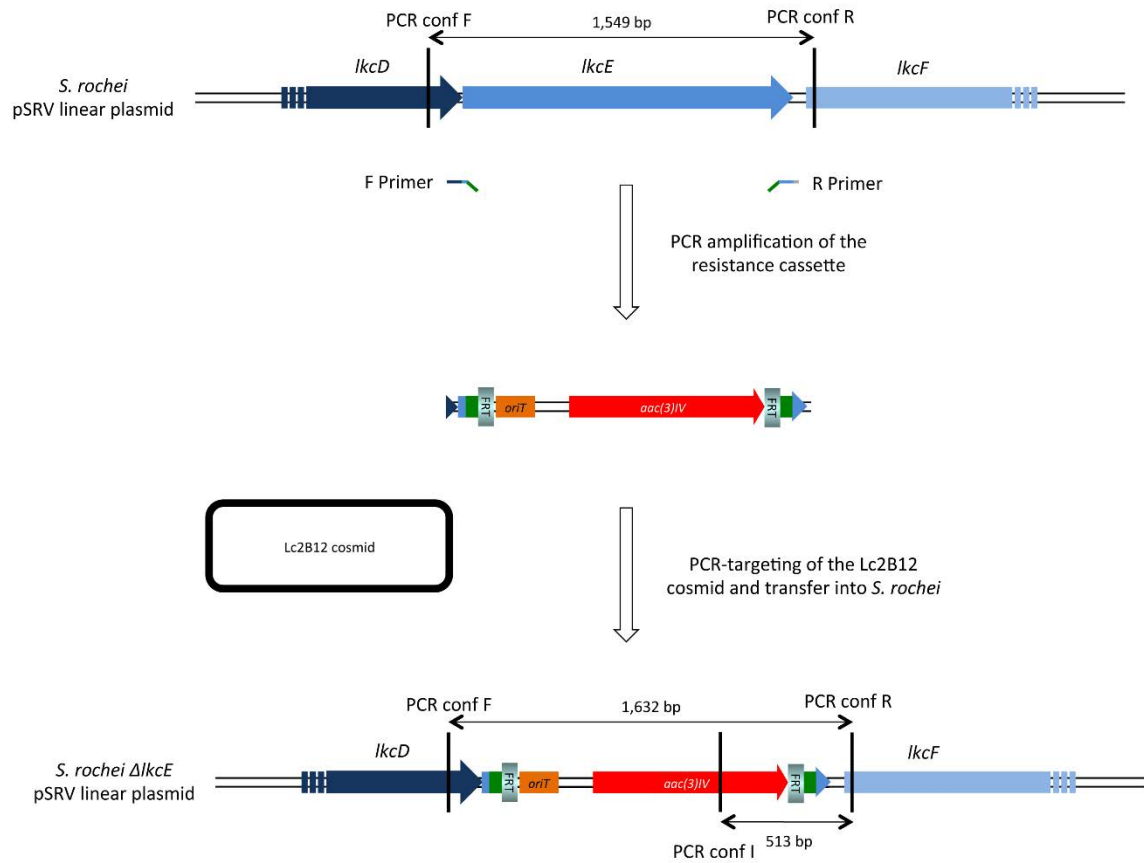 PCR conf F
1,549 bp
PCR conf R
lkcD
lkcE
lkcF
S. rochei
pSRV linear plasmid
F Primer
R Primer
PCR amplification of the
resistance cassette
FRT
oriT
aac(3)IV
FRT
Lc2B12 cosmid
PCR-targeting of the Lc2B12
cosmid and transfer into S. rochei
PCR conf F
1,632 bp
PCR conf R
lkcD
lkcF
S. rochei ΔlkcE
pSRV linear plasmid
FRT
oriT
aac(3)IV
FRT
513 bp
PCR conf I